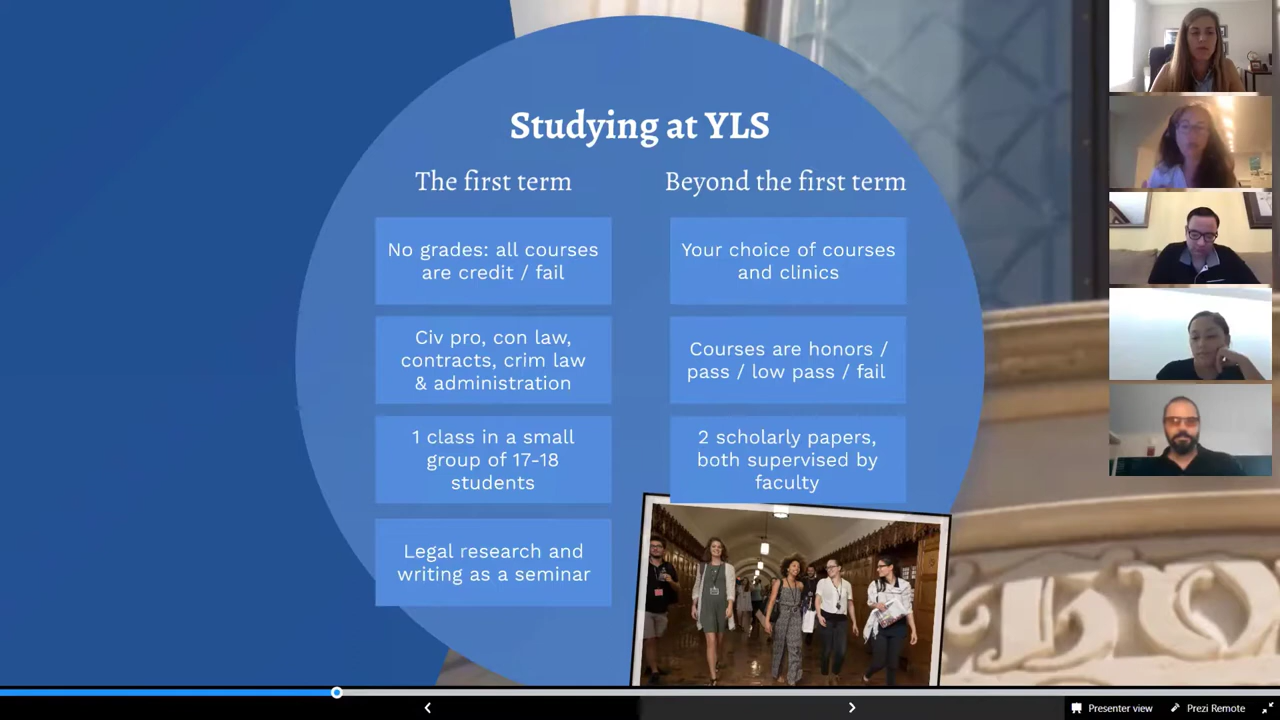 Studying at YLS
The first term
No grades: all courses
are credit / fail
Civ pro, con law,
contracts, crim law
& administration
1 class in a small
group of 17-18
students
Legal research and
writing as a seminar
Beyond the first term
Your choice of courses
and clinics
Courses are honors /
pass / low pass / fail
2 scholarly papers,
both supervised by
faculty
Presenter view
Prezi Remote